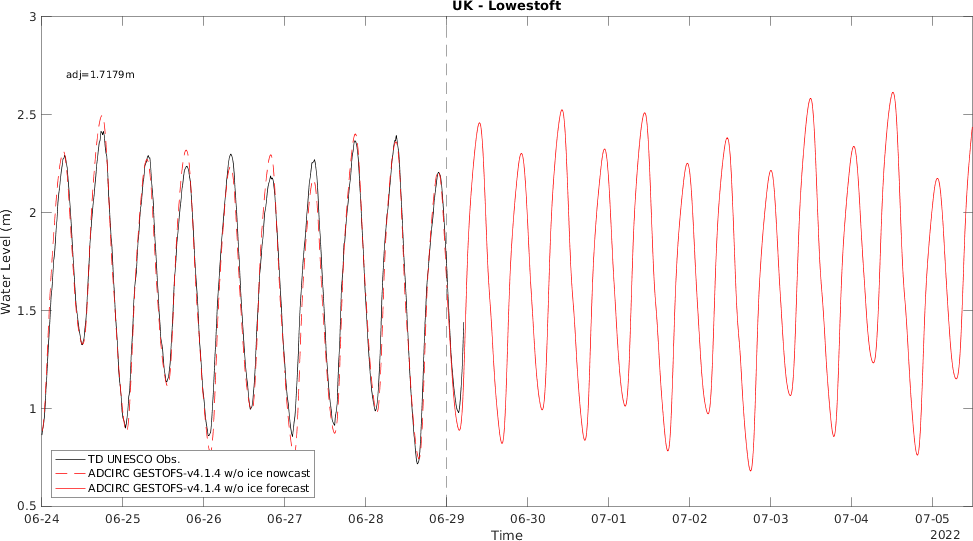 UK - Lowestoft
3
adj=1.7179m
2.5
2
1.5
1
0.5
Water Level (m)
TD UNESCO Obs.
ADCIRC GESTOFS-v4.1.4 w/o ice nowcast
ADCIRC GESTOFS-v4.1.4 w/o ice forecast
06-24 06-25 06-26 06-27 06-28 06-29 06-30 07-01 07-02 07-03 07-04 07-05
Time
2022